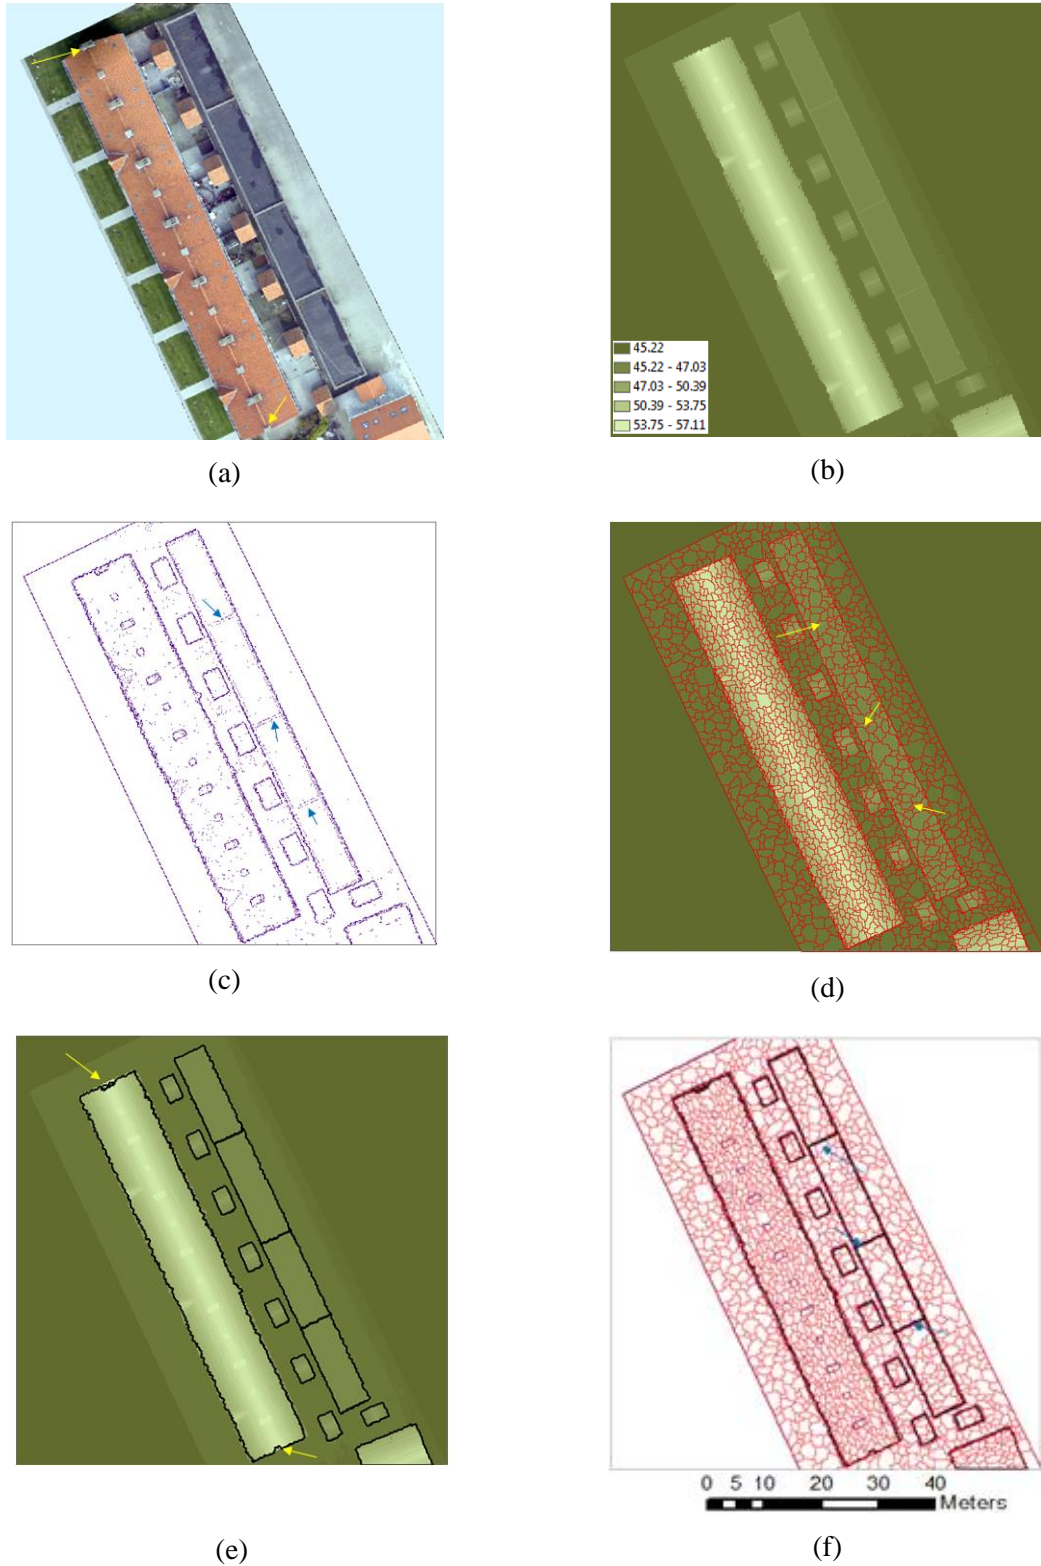 45.22
45.22 - 47.03
47.03 - 50.39
50.39 - 53.75
53.75 - 57.11
(a)
(b)
(c)
(d)
(e)
0 5 10 20 30 40
Meters
(f)